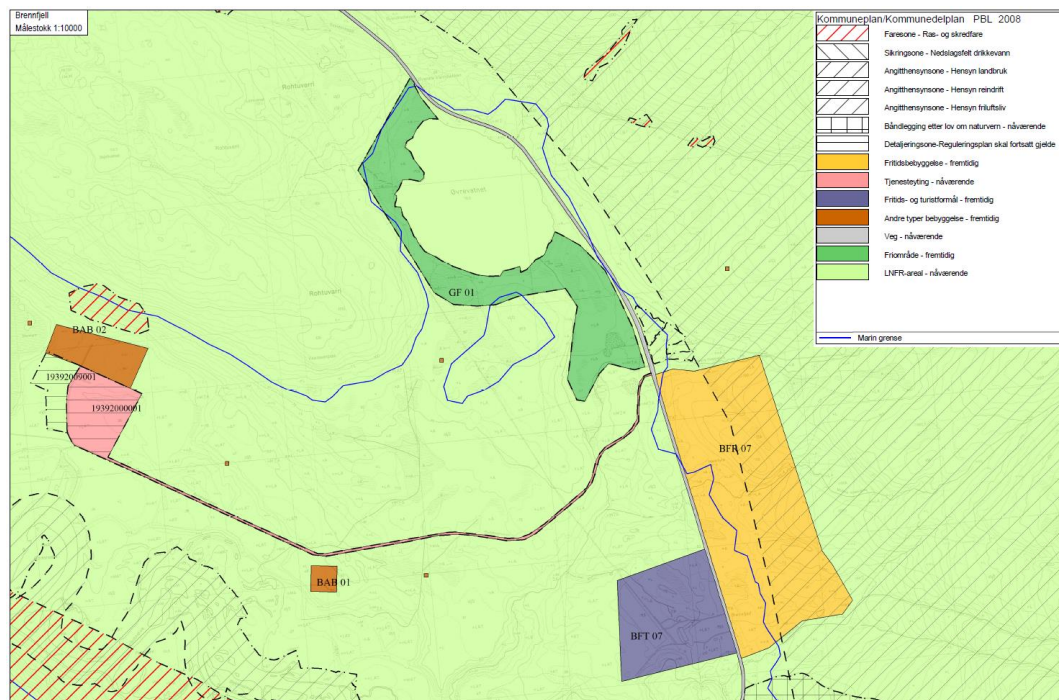 Brennfjell
Målestokk 1:10000
Kommuneplan/Kommunedelplan PBL 2008
Faresone - Ras- og skredfare
Sikringsone - Nedslagsfelt drikkevann
Angitthensynsone - Hensyn landbruk
Angitthensynsone - Hensyn reindrift
Angitthensynsone - Hensyn friluftsliv
Båndlegging etter lov om naturvern - nåværende
Detaljeringsone-Reguleringsplan skal fortsatt gjelde
Fritidsbebyggelse - fremtidig
Tjenesteyting - nåværende
Fritids- og turistformål - fremtidig
Andre typer bebyggelse - fremtidig
Veg - nåværende
Friområde - fremtidig
LNFR-areal - nåværende
Marin grense
GF 01
BAB 02
19392009001
19392000001
BFR 07
BAB 01
BFT 07